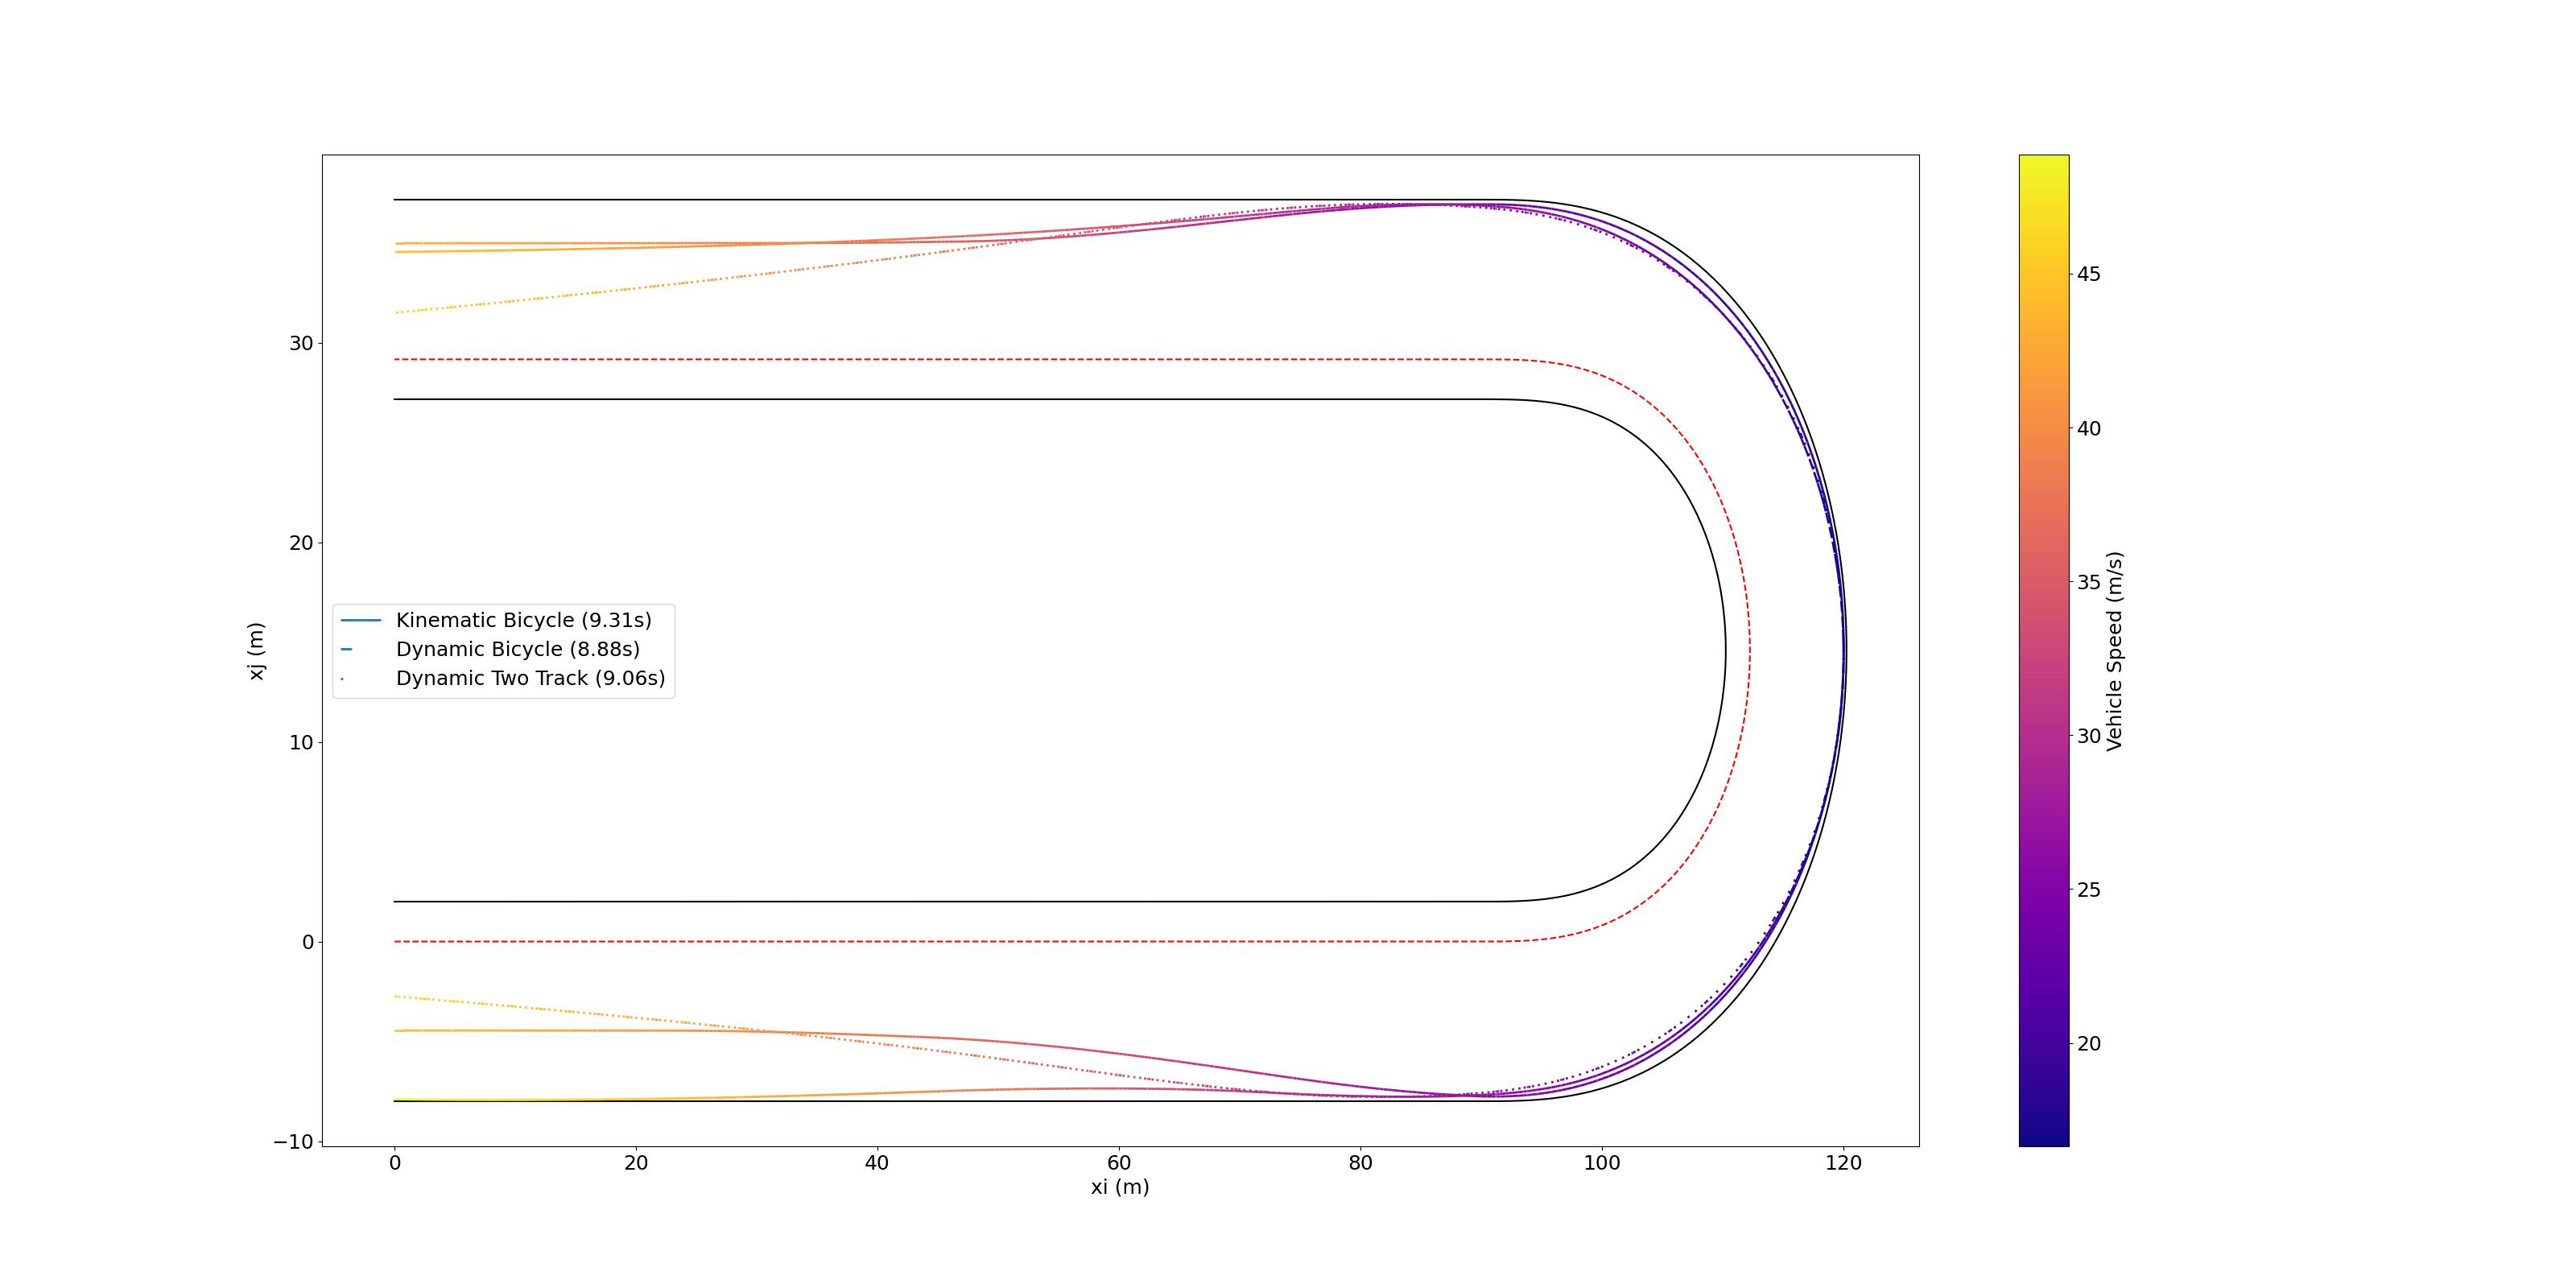 30
20
10
0
−10
xj (m)
Kinematic Bicycle (9.31s)
Dynamic Bicycle (8.88s)
Dynamic Two Track (9.06s)
0 20 40 60 80 100 120
xi (m)
45
40
35
30
25
20
Vehicle Speed (m/s)